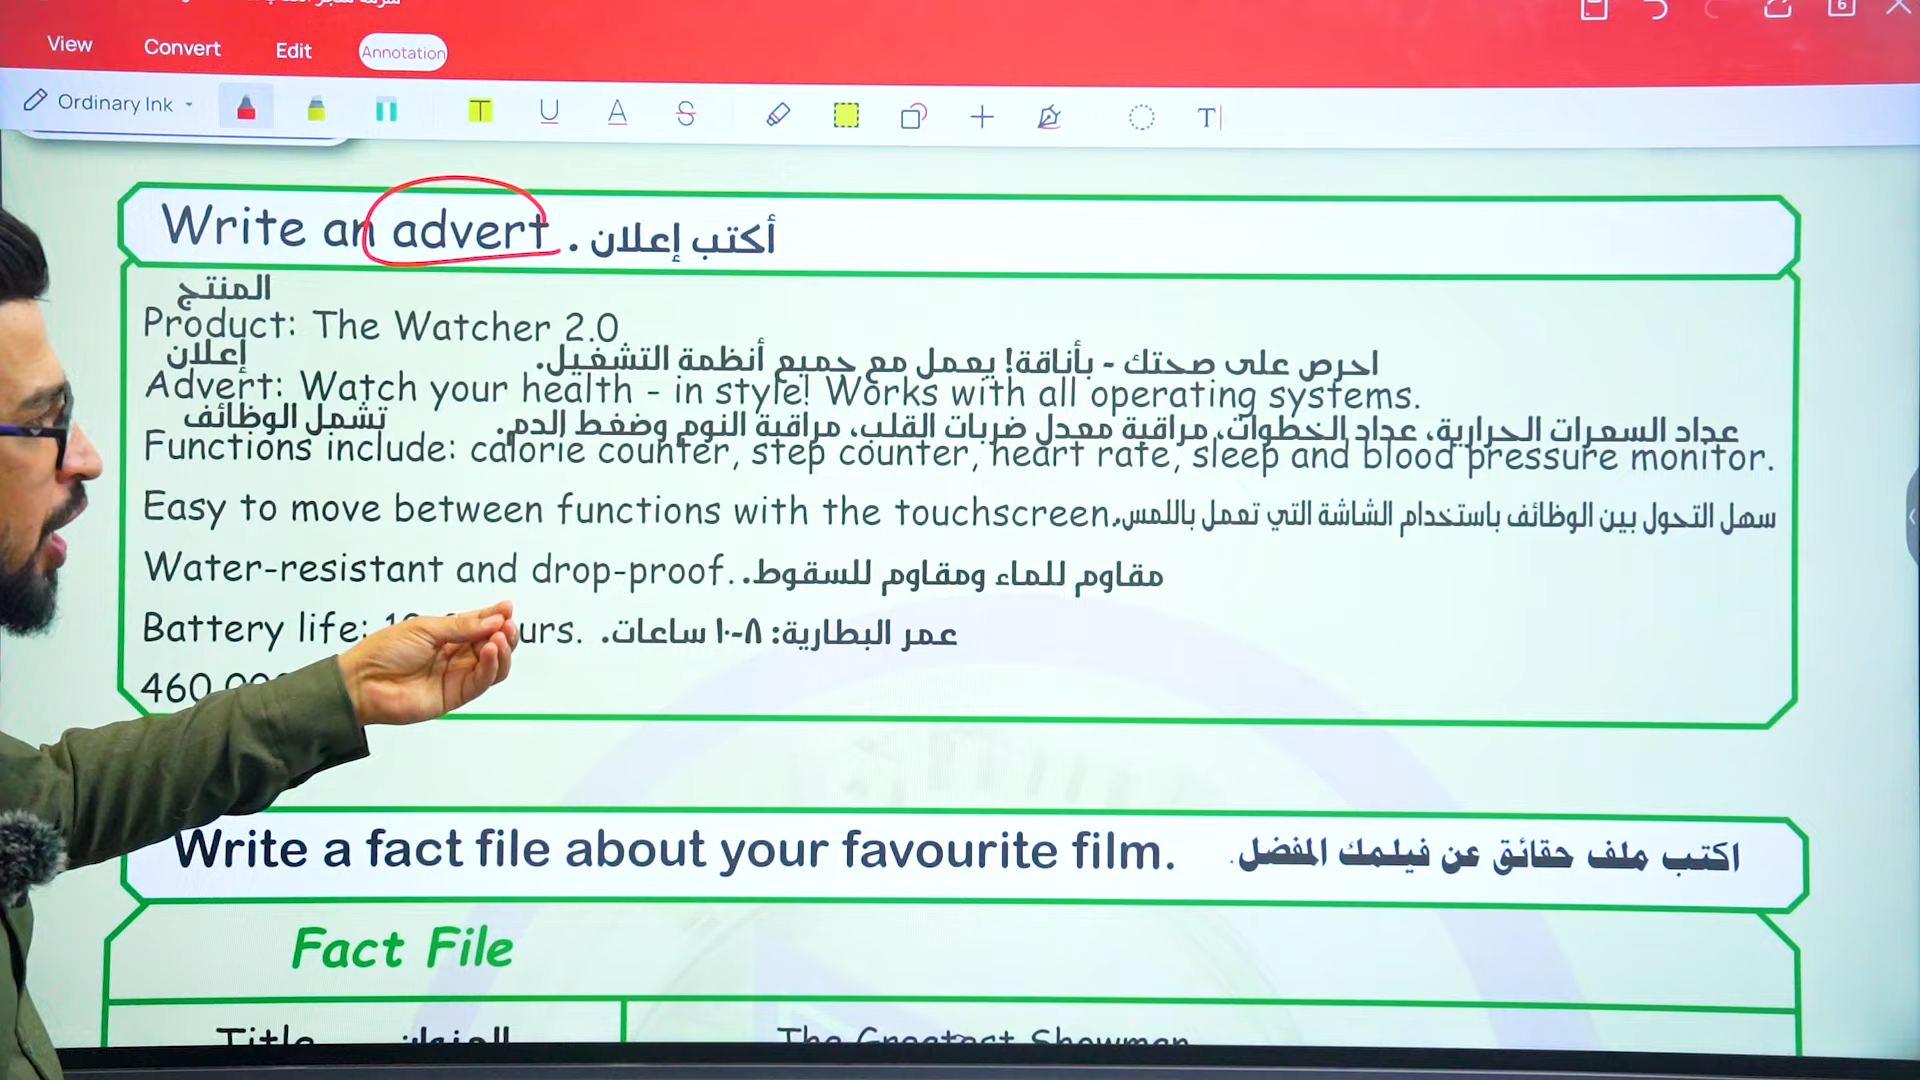 View Convert Edit Annotation
Ordinary Ink
Write an advert . أكتب إعلان
المنتج
Product: The Watcher 2.0
إعلان احرص على صحتك - بأناقة! يعمل مع جميع أنظمة التشغيل.
Advert: Watch your health - in style! Works with all operating systems.
تشمل الوظائف عداد السعرات الحرارية، عداد الخطوات، مراقبة معدل ضربات القلب، مراقبة النوم وضغط الدم.
Functions include: calorie counter, step counter, heart rate, sleep and blood pressure monitor.
Easy to move between functions with the touchscreen. سهل التحول بين الوظائف باستخدام الشاشة التي تعمل باللمس.
Water-resistant and drop-proof. مقاوم للماء ومقاوم للسقوط.
Battery life: عمر البطارية: ٨-١٠ ساعات.
Write a fact file about your favourite film. اكتب ملف حقائق عن فيلمك المفضل.
Fact File
Title العنوان The Greatest Showman